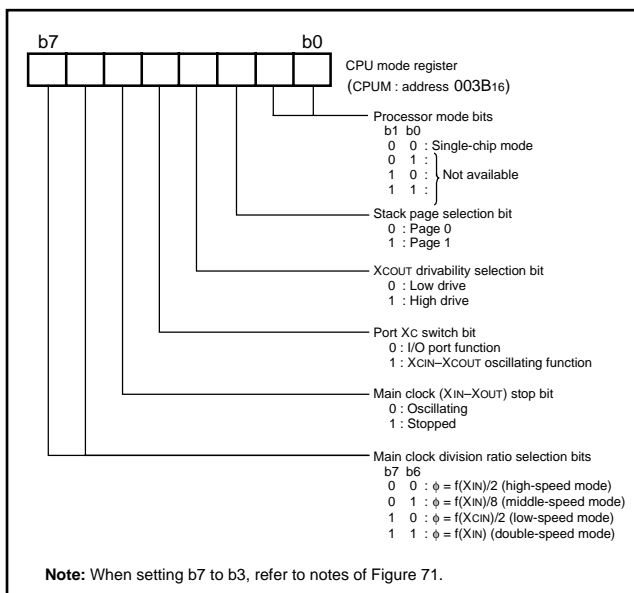 b7 b0
CPU mode register
(CPUM : address 003B16)
Processor mode bits
b1 b0
0 0 : Single-chip mode
0 1 :
1 0 : Not available
1 1 :
Stack page selection bit
0 : Page 0
1 : Page 1
XCOUT drivability selection bit
0 : Low drive
1 : High drive
Port XC switch bit
0 : I/O port function
1 : XCIN–XCOUT oscillating function
Main clock (XIN–XOUT) stop bit
0 : Oscillating
1 : Stopped
Main clock division ratio selection bits
b7 b6
0 0 : φ = f(XIN)/2 (high-speed mode)
0 1 : φ = f(XIN)/8 (middle-speed mode)
1 0 : φ = f(XCIN)/2 (low-speed mode)
1 1 : φ = f(XIN) (double-speed mode)
Note: When setting b7 to b3, refer to notes of Figure 71.